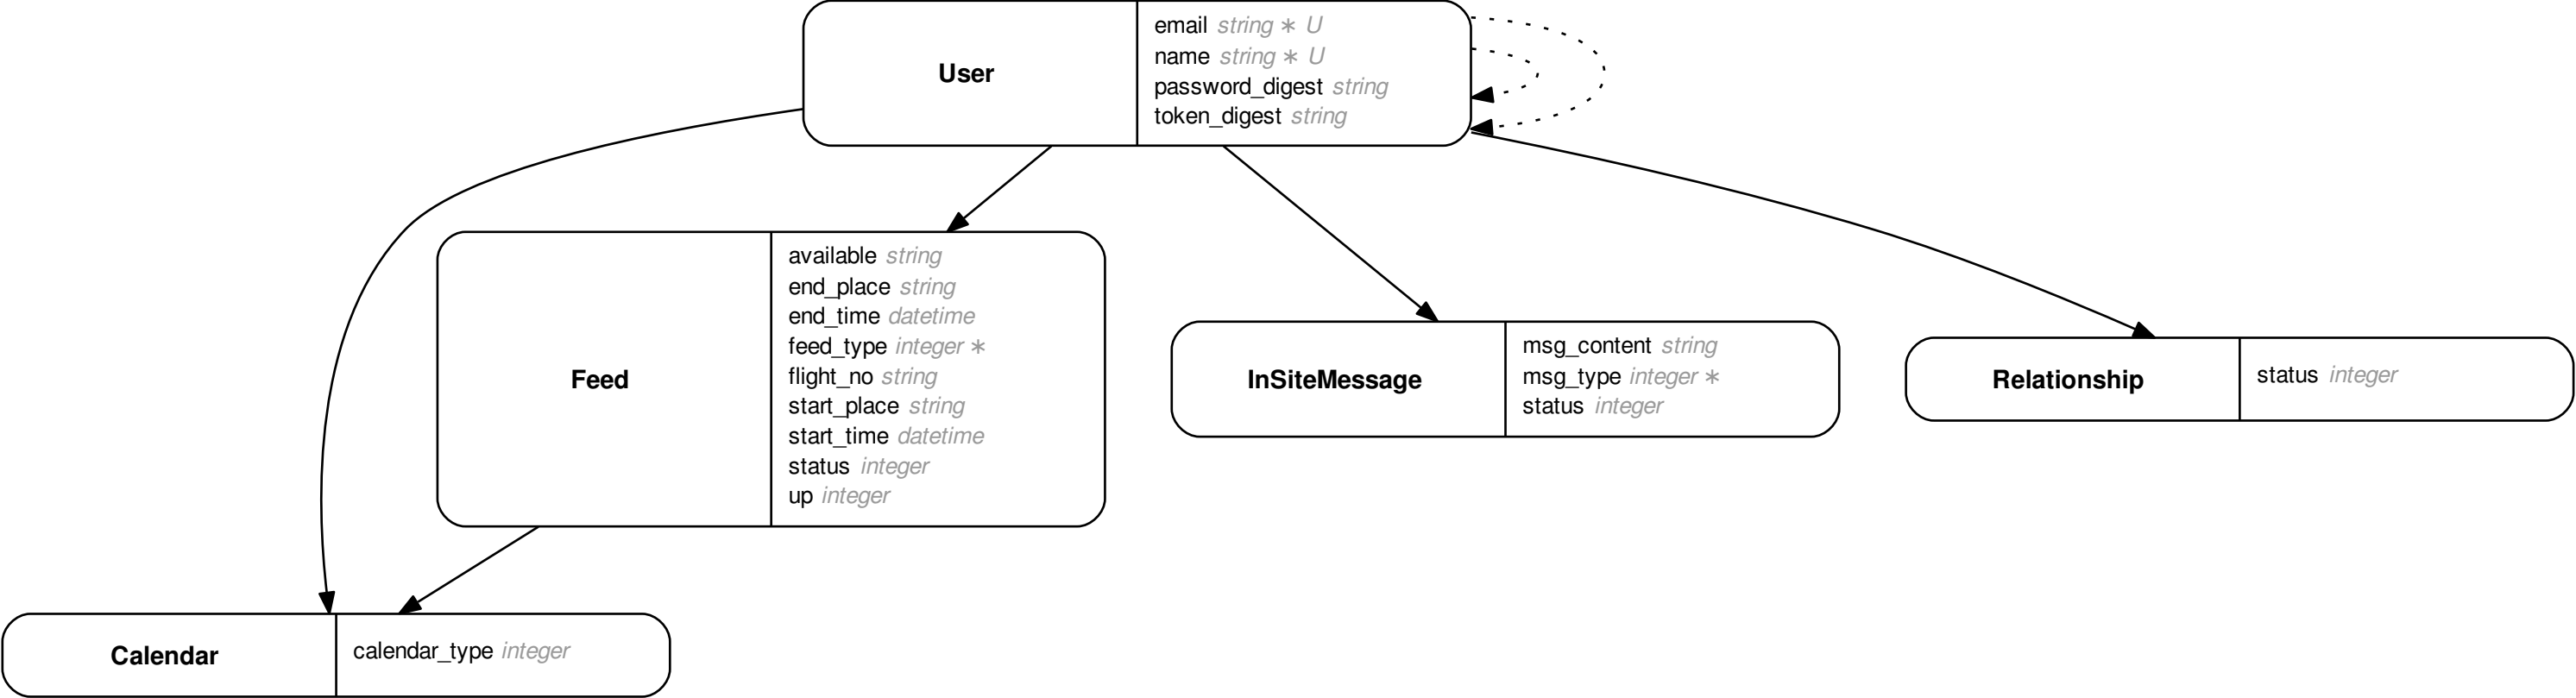 User
email string ∗ U
name string ∗ U
password_digest string
token_digest string
Feed
available string
end_place string
end_time datetime
feed_type integer ∗
flight_no string
start_place string
start_time datetime
status integer
up integer
InSiteMessage
msg_content string
msg_type integer ∗
status integer
Relationship
status integer
Calendar
calendar_type integer